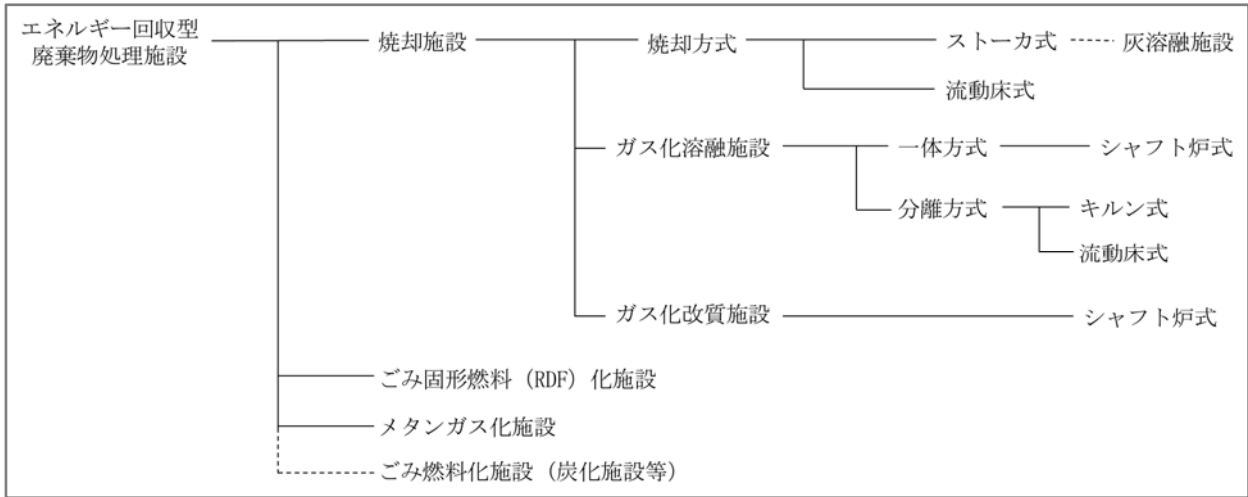 エネルギー回収型
廃棄物処理施設
焼却施設
焼却方式
ストーカ式
灰溶融施設
流動床式
ガス化溶融施設
一体方式
シャフト炉式
分離方式
キルン式
流動床式
ガス化改質施設
シャフト炉式
ごみ固形燃料（RDF）化施設
メタンガス化施設
ごみ燃料化施設（炭化施設等）